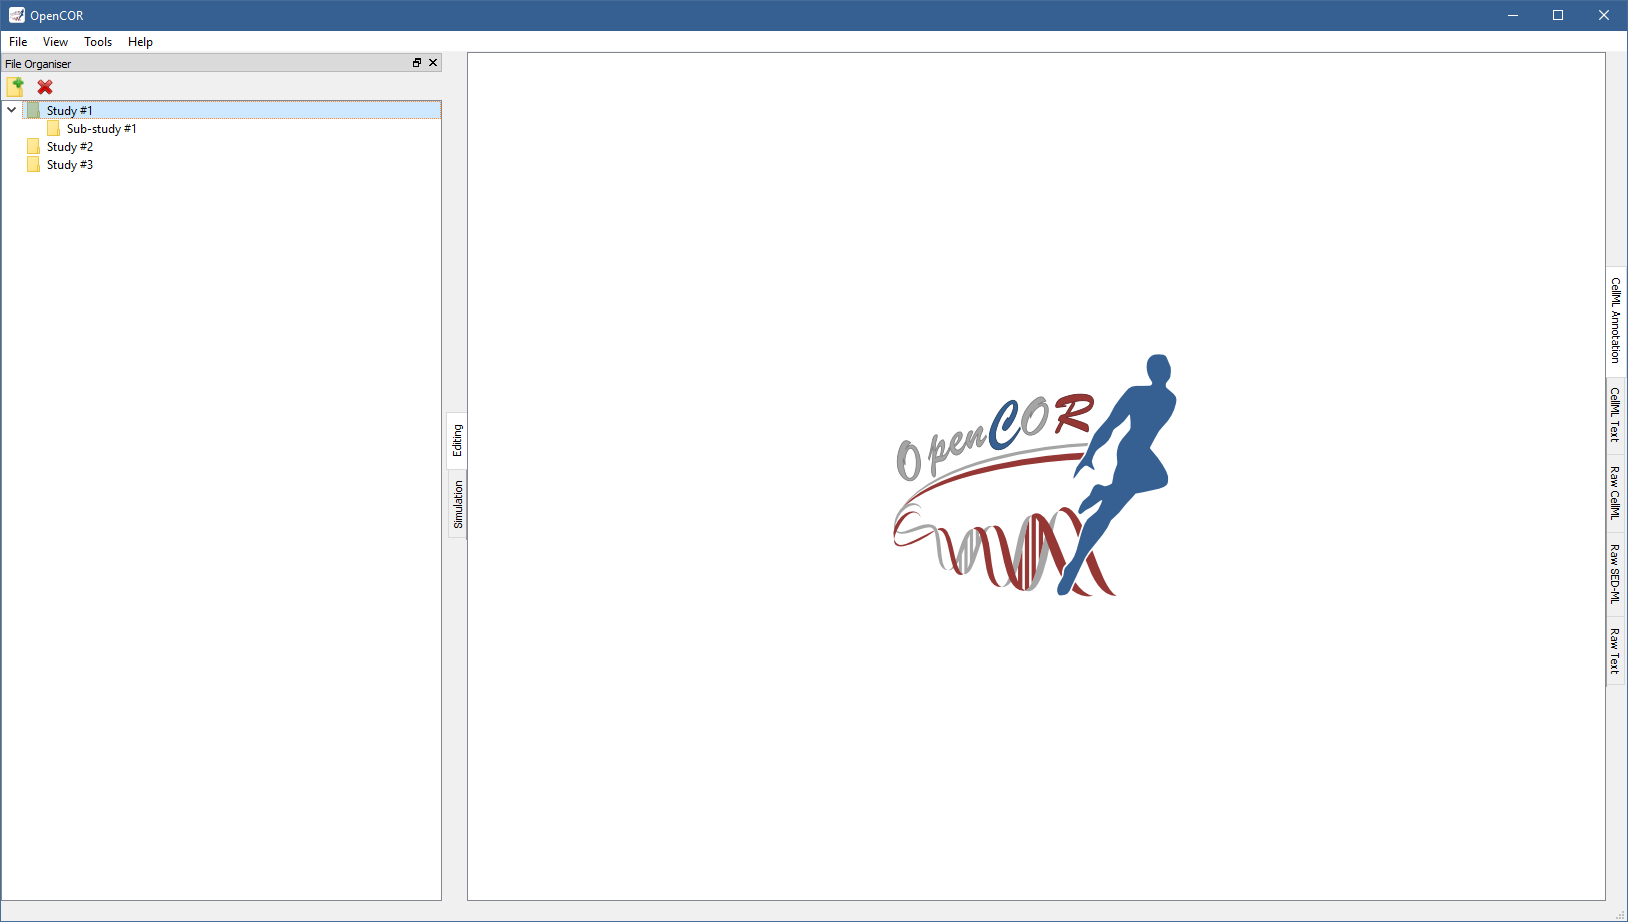 OpenCOR
File View Tools Help
File Organiser
Study #1
Sub-study #1
Study #2
Study #3
Editing
Simulation
OpenCOR
CellML Annotation
CellML Text
Raw CellML
Raw SED-ML
Raw Text